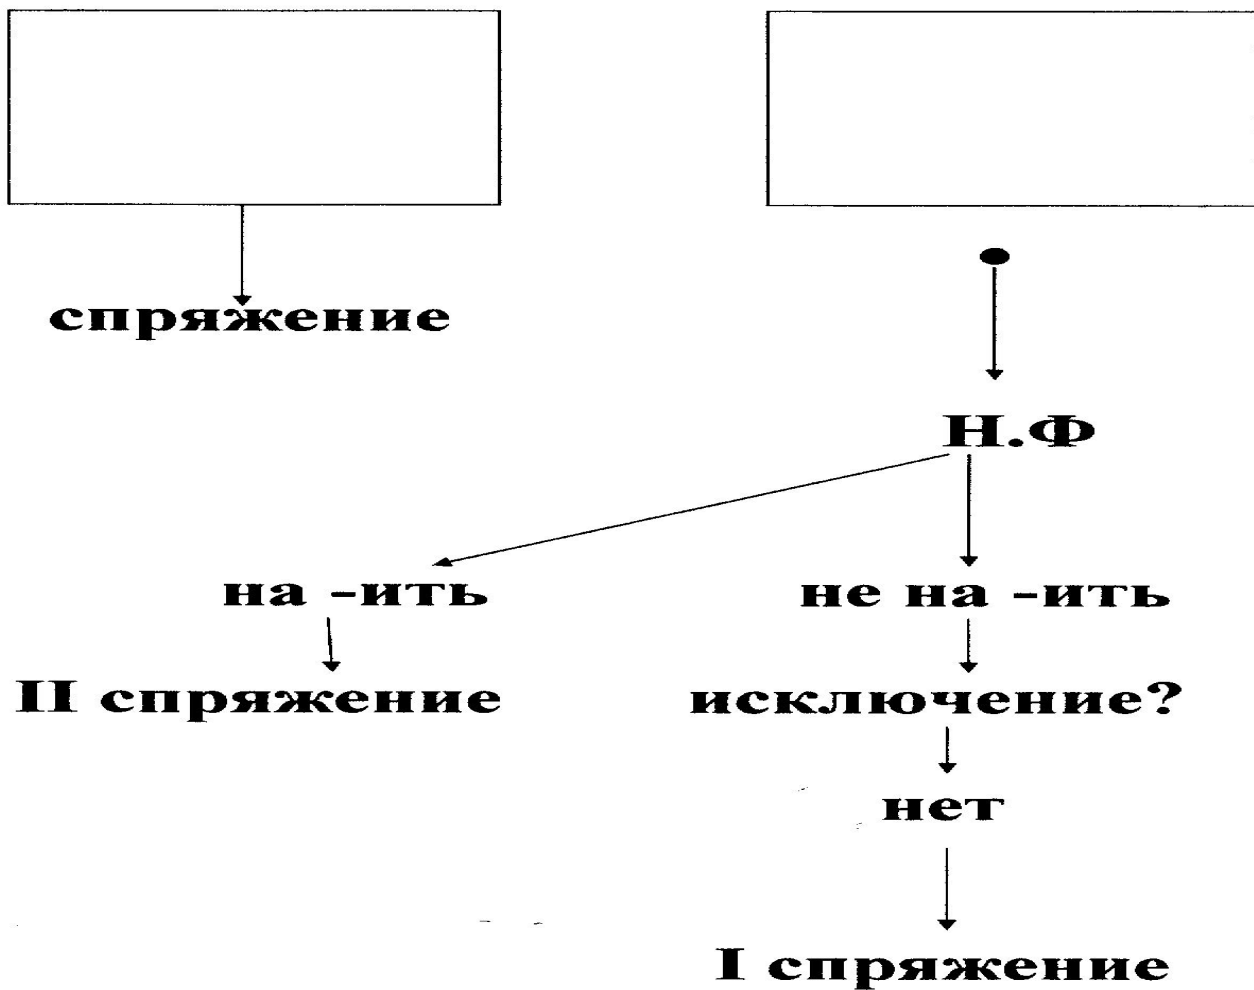 спряжение
Н.Ф
на -ить
не на -ить
II спряжение
исключение?
нет
I спряжение